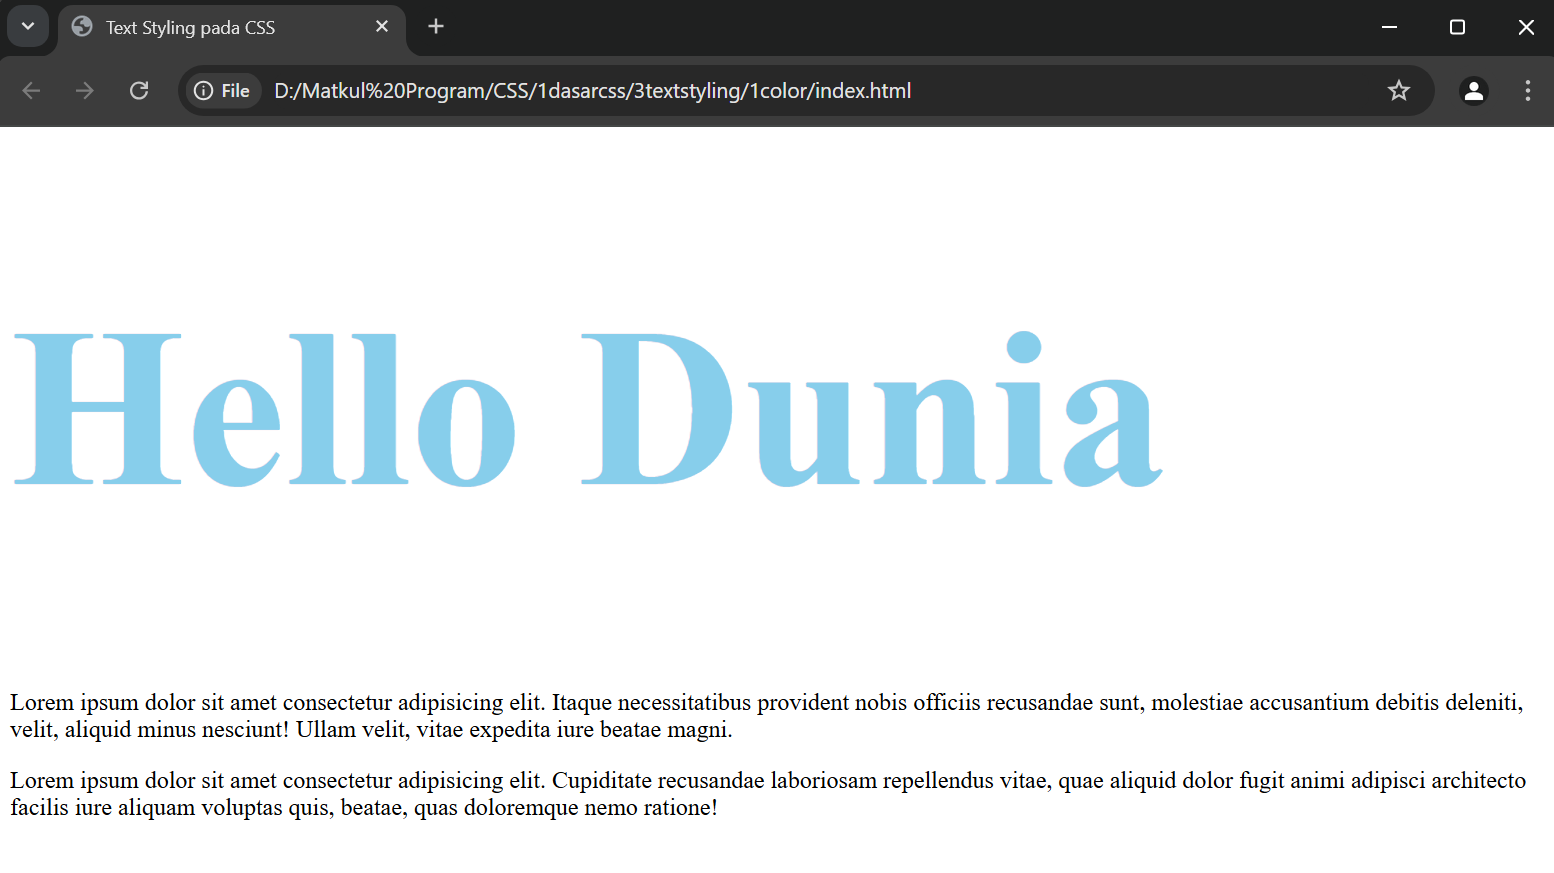 Text Styling pada CSS
File
D:/Matkul%20Program/CSS/1dasarcss/3textstyling/1color/index.html
Hello Dunia
Lorem ipsum dolor sit amet consectetur adipisicing elit. Itaque necessitatibus provident nobis officiis recusandae sunt, molestiae accusantium debitis deleniti,
velit, aliquid minus nesciunt! Ullam velit, vitae expedita iure beatae magni.
Lorem ipsum dolor sit amet consectetur adipisicing elit. Cupiditate recusandae laboriosam repellendus vitae, quae aliquid dolor fugit animi adipisci architecto
facilis iure aliquam voluptas quis, beatae, quas doloremque nemo ratione!